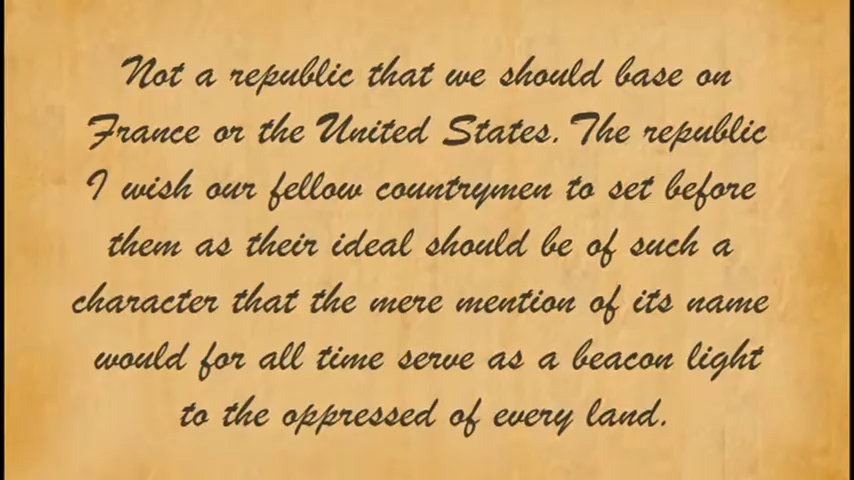 Not a republic that we should base on
France or the United States. The republic
I wish our fellow countrymen to set before
them as their ideal should be of such a
character that the mere mention of its name
would for all time serve as a beacon light
to the oppressed of every land.